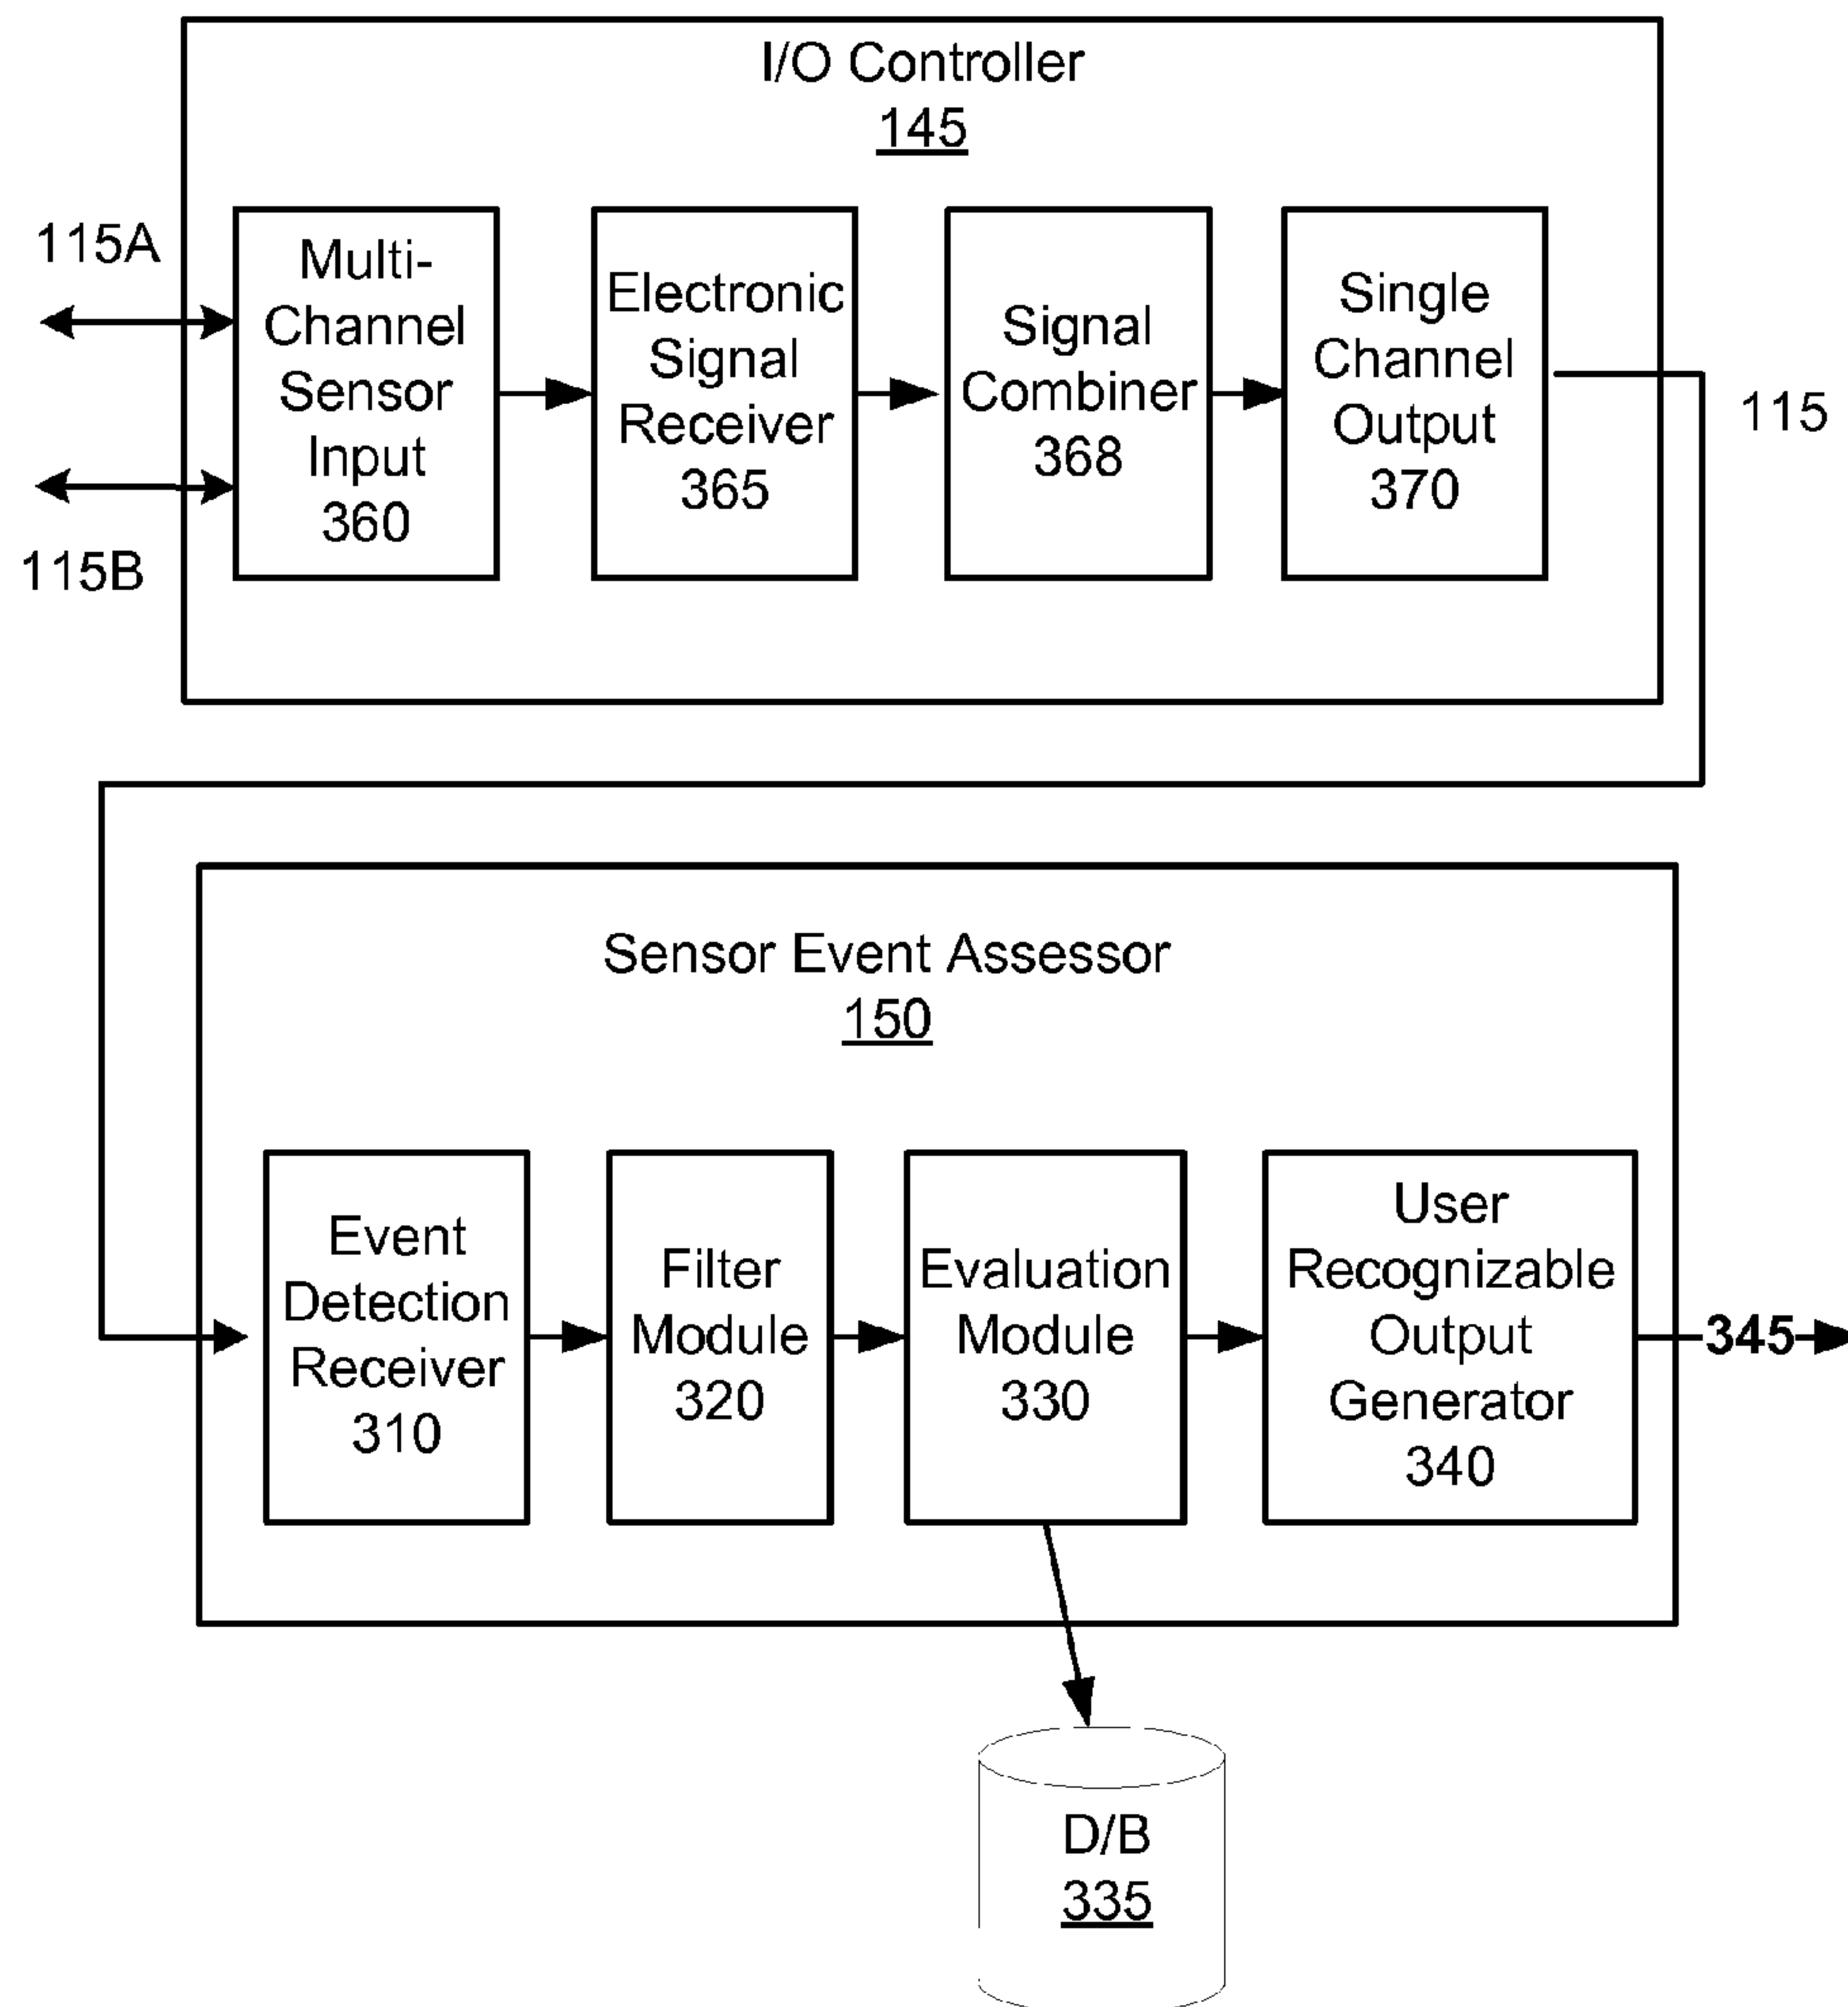 I/O Controller
145
115A
115B
Multi-
Channel
Sensor
Input
360
Electronic
Signal
Receiver
365
Signal
Combiner
368
Single
Channel
Output
370
115
Sensor Event Assessor
150
Event
Detection
Receiver
310
Filter
Module
320
Evaluation
Module
330
User
Recognizable
Output
Generator
340
345
D/B
335